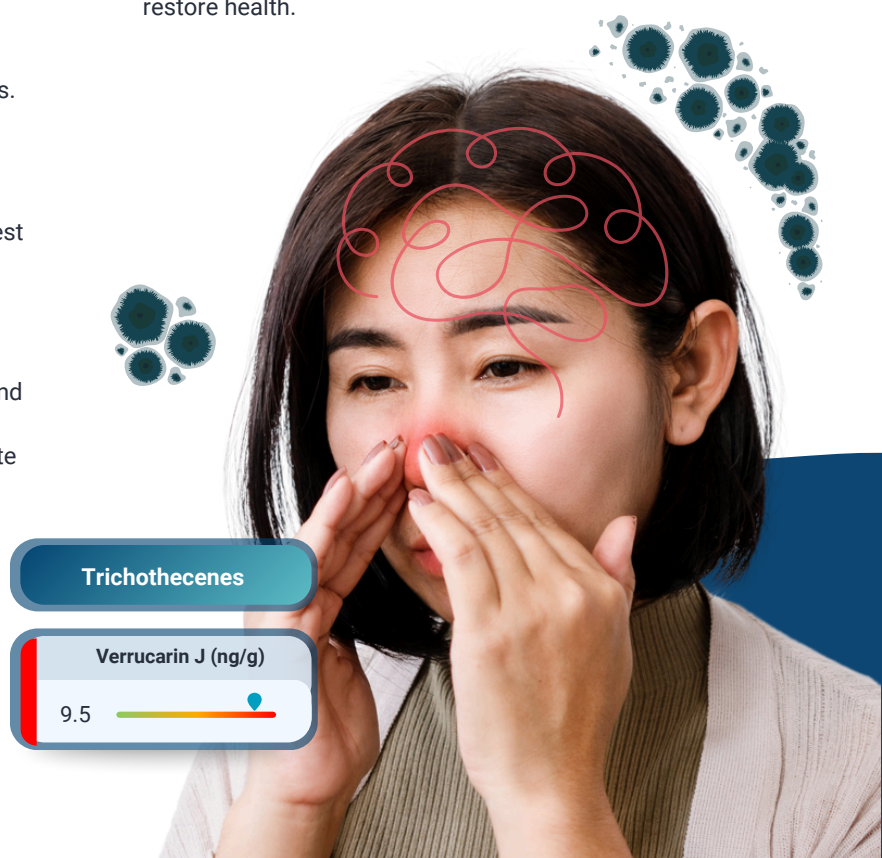 restore health.
s.
est
nd
te
Trichothecenes
Verrucarin J (ng/g)
9.5